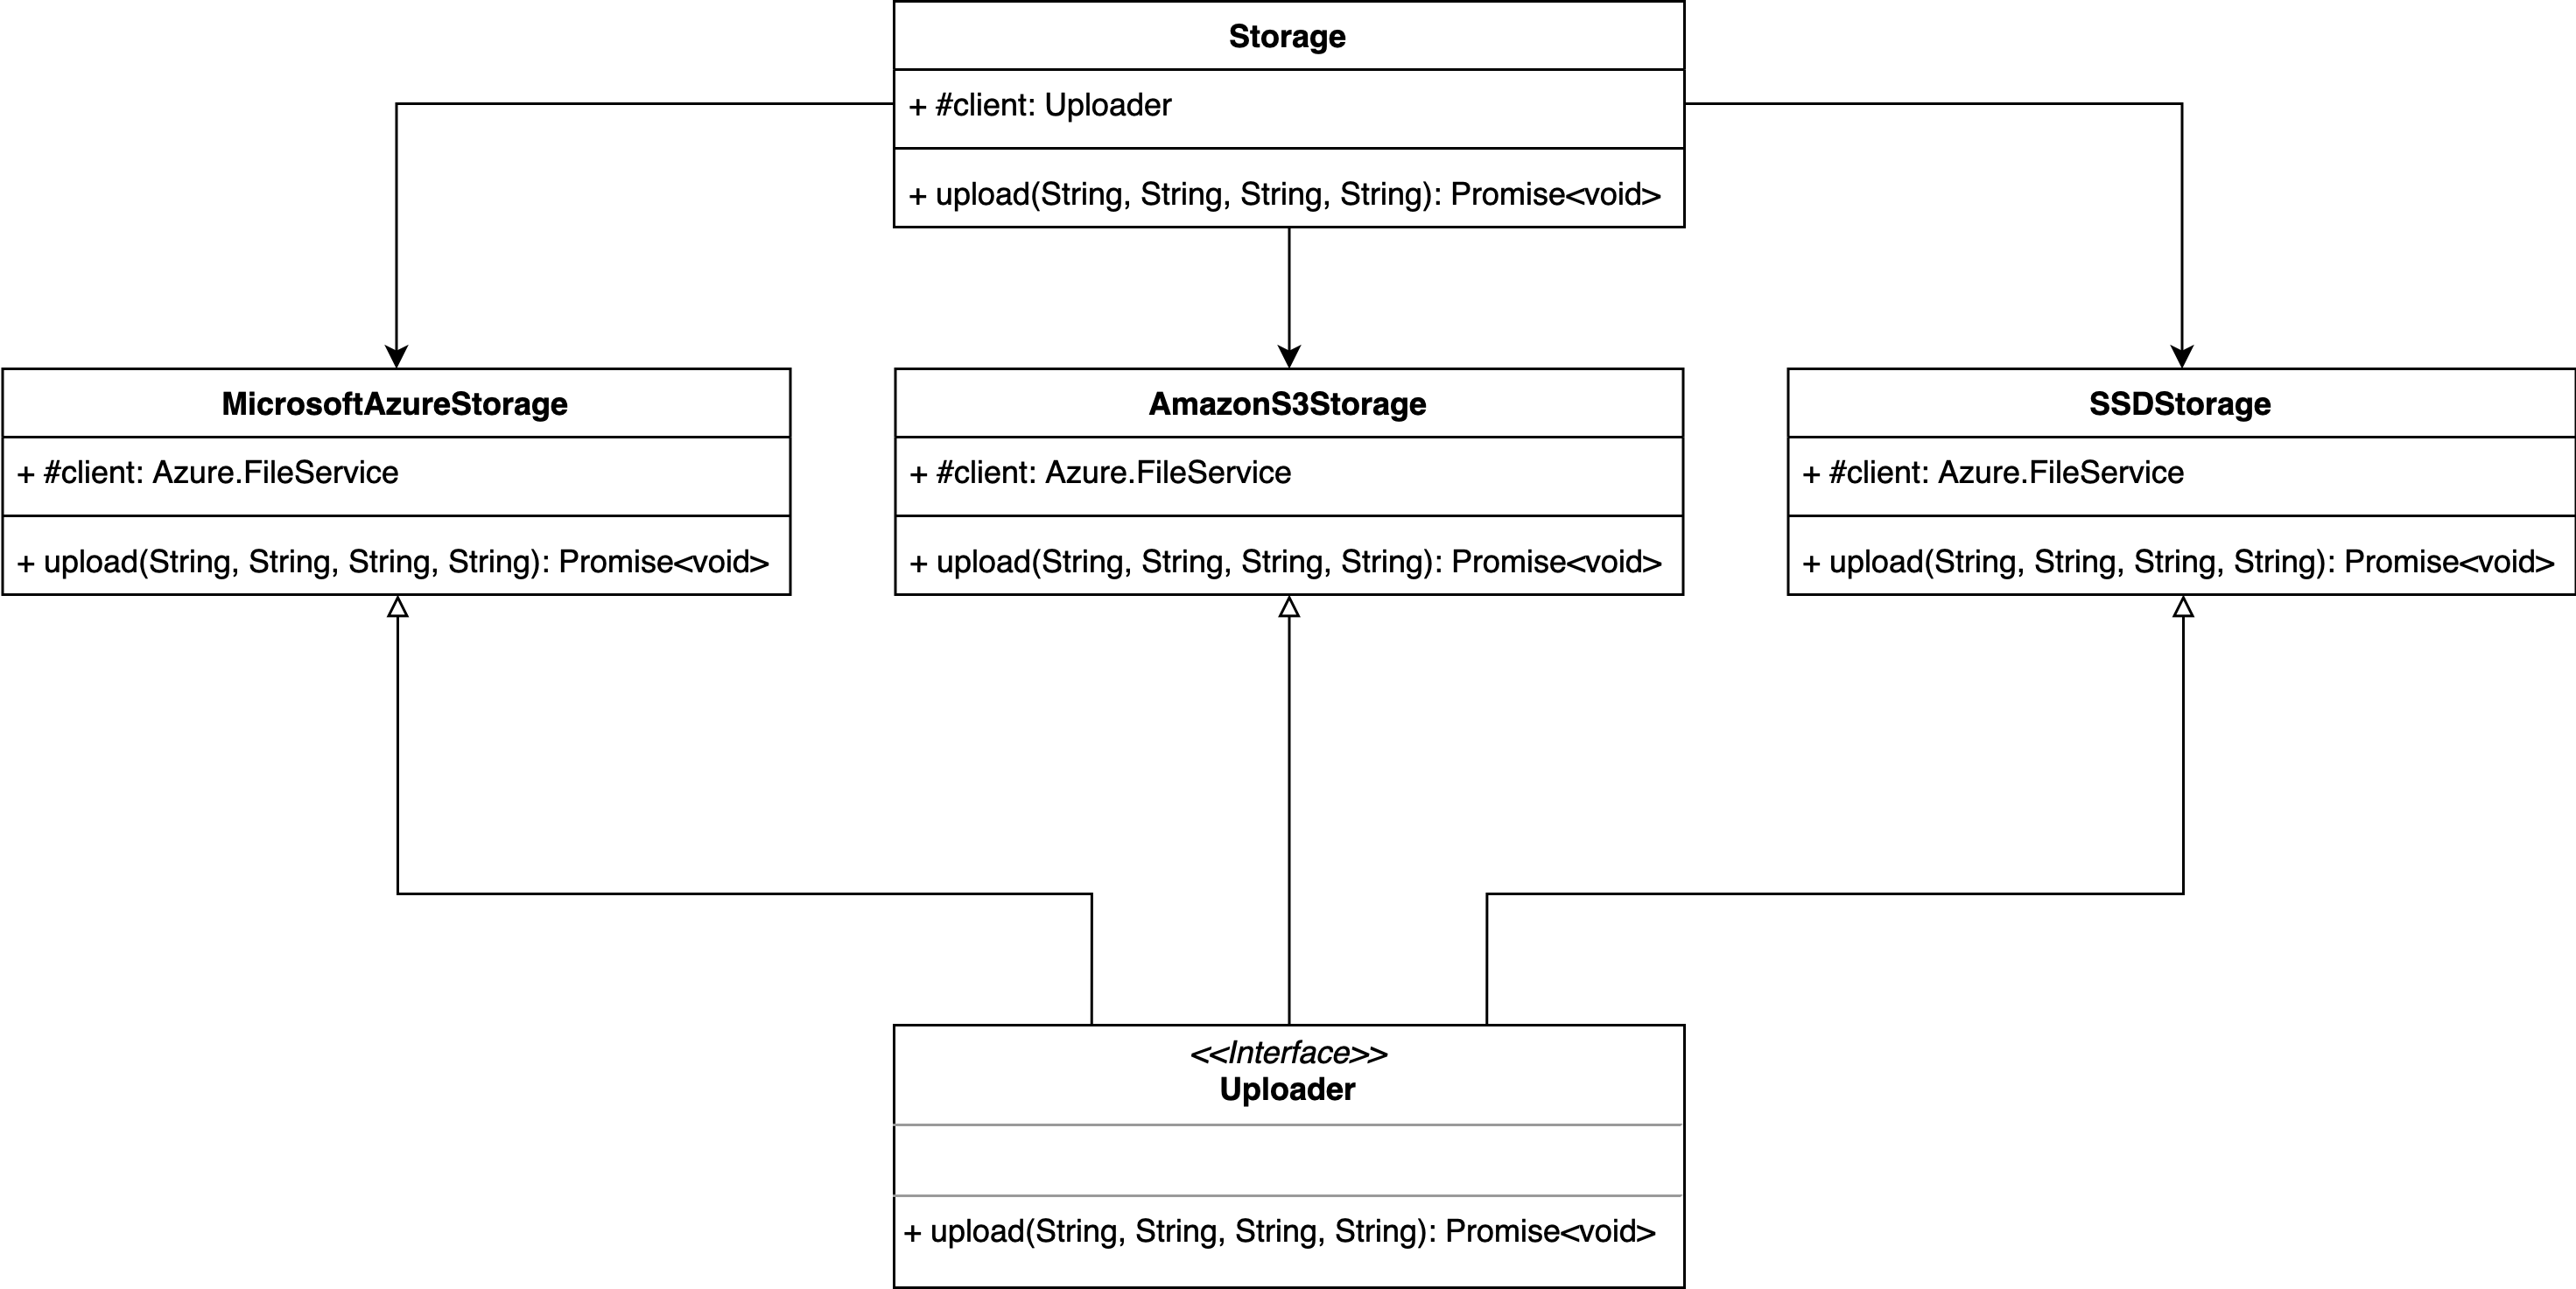 Storage
+ #client: Uploader
+ upload(String, String, String, String): Promise<void>
MicrosoftAzureStorage
+ #client: Azure.FileService
+ upload(String, String, String, String): Promise<void>
AmazonS3Storage
+ #client: Azure.FileService
+ upload(String, String, String, String): Promise<void>
SSDStorage
+ #client: Azure.FileService
+ upload(String, String, String, String): Promise<void>
<<Interface>>
Uploader
+ upload(String, String, String, String): Promise<void>